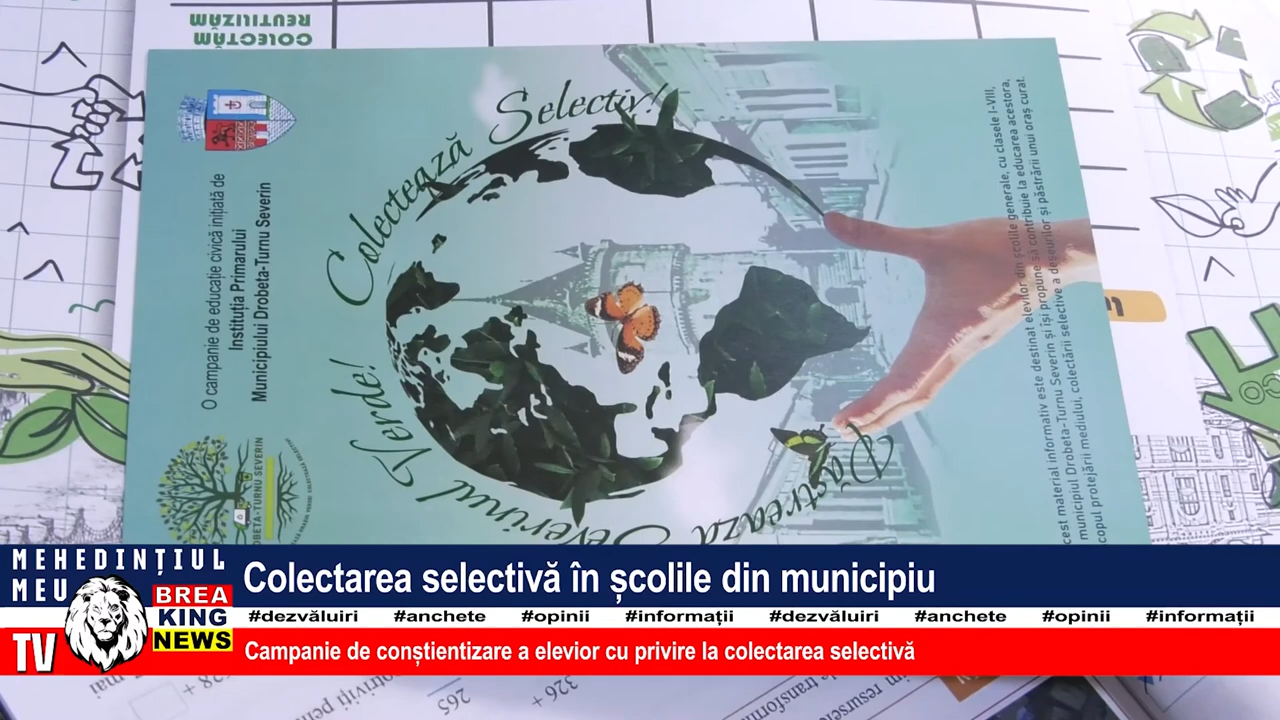 COLECTĂM
REUTILIZĂM
O campanie de educație civică inițiată de
Instituția Primarului
Municipiului Drobeta-Turnu Severin
Colectează Selectiv!
Păstrează Severinul Verde!
DROBETA-TURNU SEVERIN
acest material informativ este destinat elevilor din școlile generale, cu clasele I-VIII,
municipiul Drobeta-Turnu Severin și își propune să contribuie la educarea acestora,
scopul protejării mediului, colectării selective a deșeurilor și păstrării unui oraș curat.
MEHEDINȚIUL
MEU
TV
BREA
KING
NEWS
Colectarea selectivă în școlile din municipiu
#dezvăluiri #anchete #opinii #informații #dezvăluiri #anchete #opinii #informații
Campanie de conștientizare a elevior cu privire la colectarea selectivă
mai
265
326 +